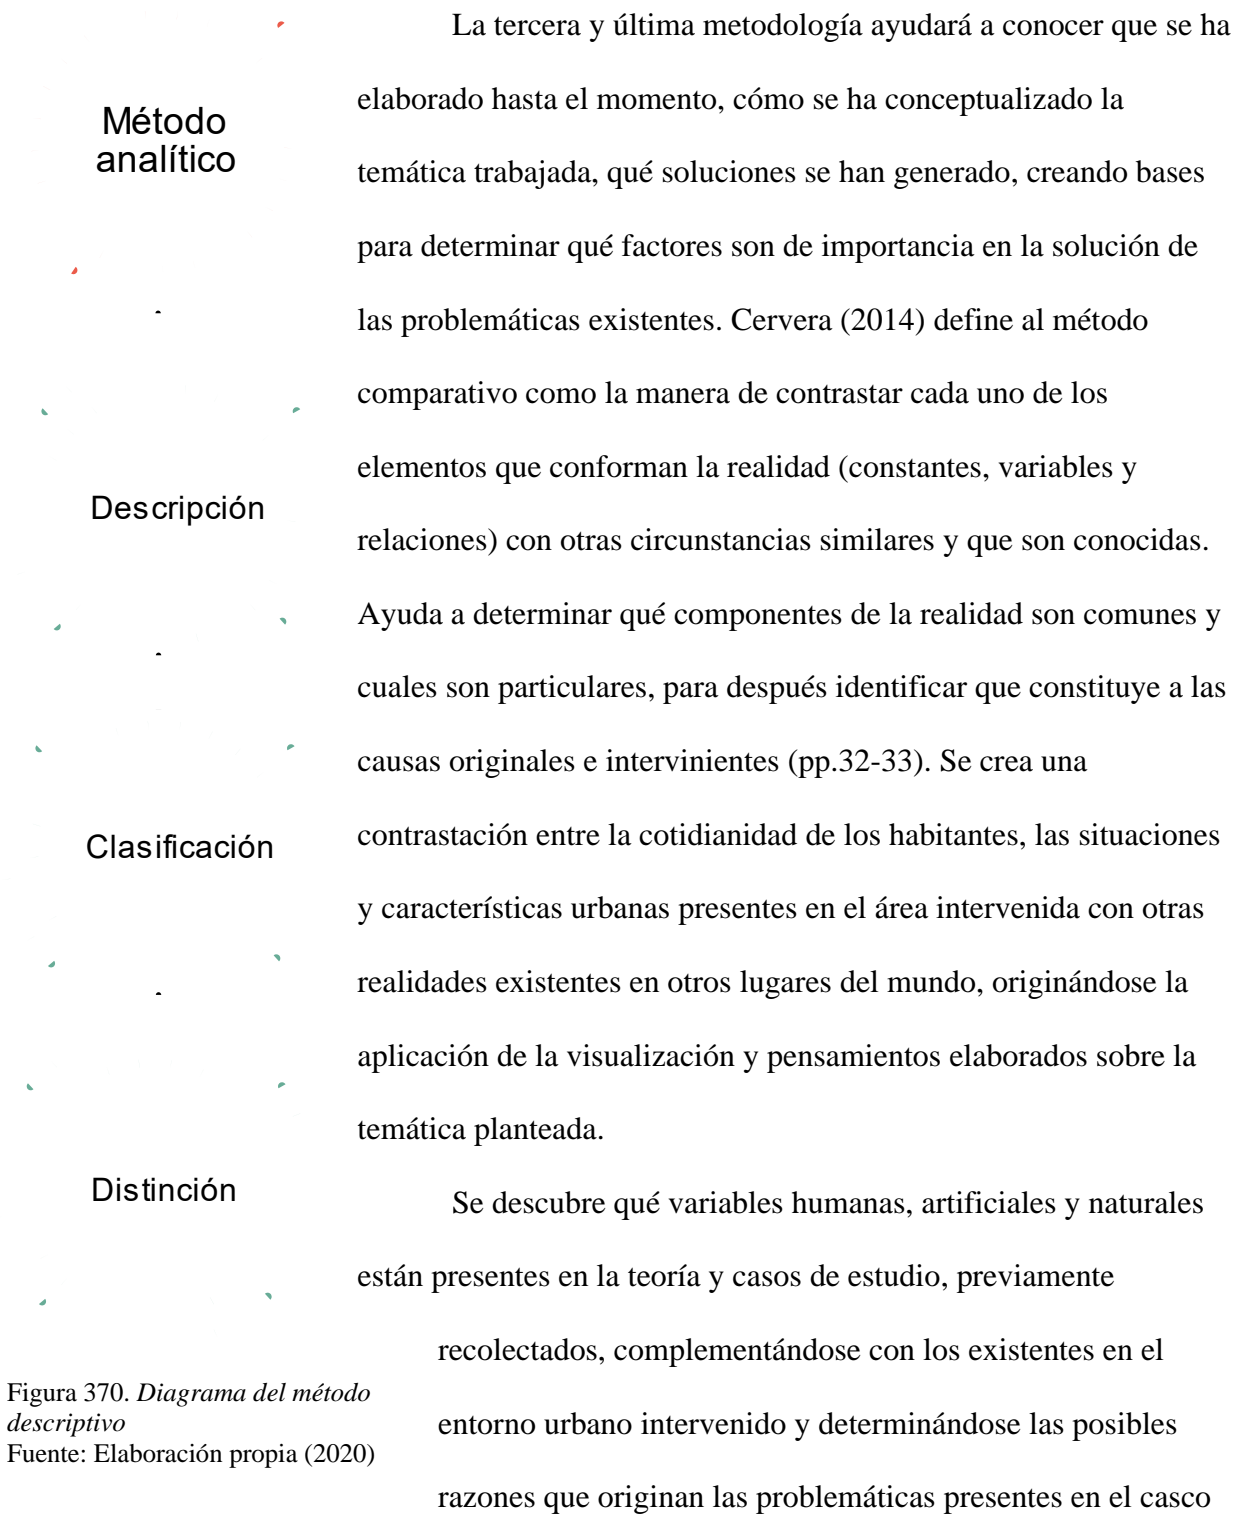 Método
analítico
Descripción
Clasificación
Distinción
Figura 370. Diagrama del método
descriptivo
Fuente: Elaboración propia (2020)
La tercera y última metodología ayudará a conocer que se ha
elaborado hasta el momento, cómo se ha conceptualizado la
temática trabajada, qué soluciones se han generado, creando bases
para determinar qué factores son de importancia en la solución de
las problemáticas existentes. Cervera (2014) define al método
comparativo como la manera de contrastar cada uno de los
elementos que conforman la realidad (constantes, variables y
relaciones) con otras circunstancias similares y que son conocidas.
Ayuda a determinar qué componentes de la realidad son comunes y
cuales son particulares, para después identificar que constituye a las
causas originales e intervinientes (pp.32-33). Se crea una
contrastación entre la cotidianidad de los habitantes, las situaciones
y características urbanas presentes en el área intervenida con otras
realidades existentes en otros lugares del mundo, originándose la
aplicación de la visualización y pensamientos elaborados sobre la
temática planteada.
Se descubre qué variables humanas, artificiales y naturales
están presentes en la teoría y casos de estudio, previamente
recolectados, complementándose con los existentes en el
entorno urbano intervenido y determinándose las posibles
razones que originan las problemáticas presentes en el casco